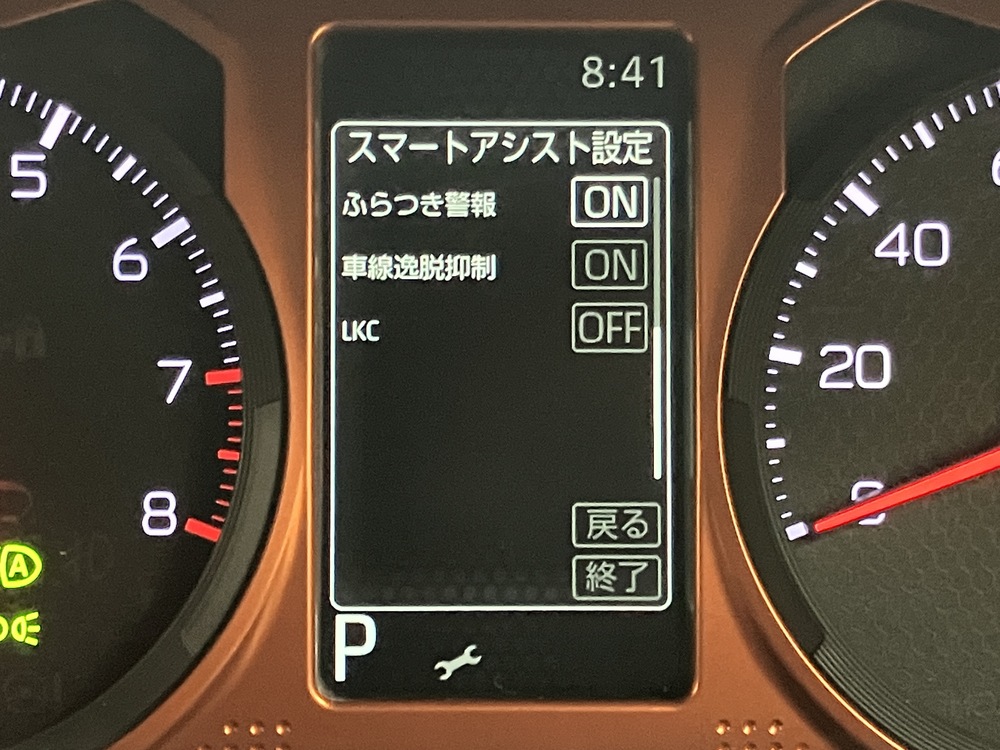 8:41
スマートアシスト設定
ふらつき警報 ON
車線逸脱抑制 ON
LKC OFF
戻る
終了
P
5
6
7
8
A
40
20
0